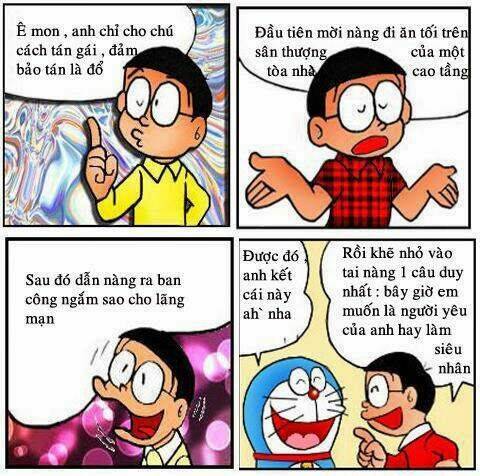 Ê mon , anh chỉ cho chú
cách tán gái , đảm
bảo tán là đổ
Đầu tiên mời nàng đi ăn tối trên
sân thượng của một
tòa nhà cao tầng
Sau đó dẫn nàng ra ban
công ngắm sao cho lãng
mạn
Được đó ,
anh kết
cái này
ah` nha
Rồi khẽ nhỏ vào
tai nàng 1 câu duy
nhất : bây giờ em
muốn là người yêu
của anh hay làm
siêu
nhân